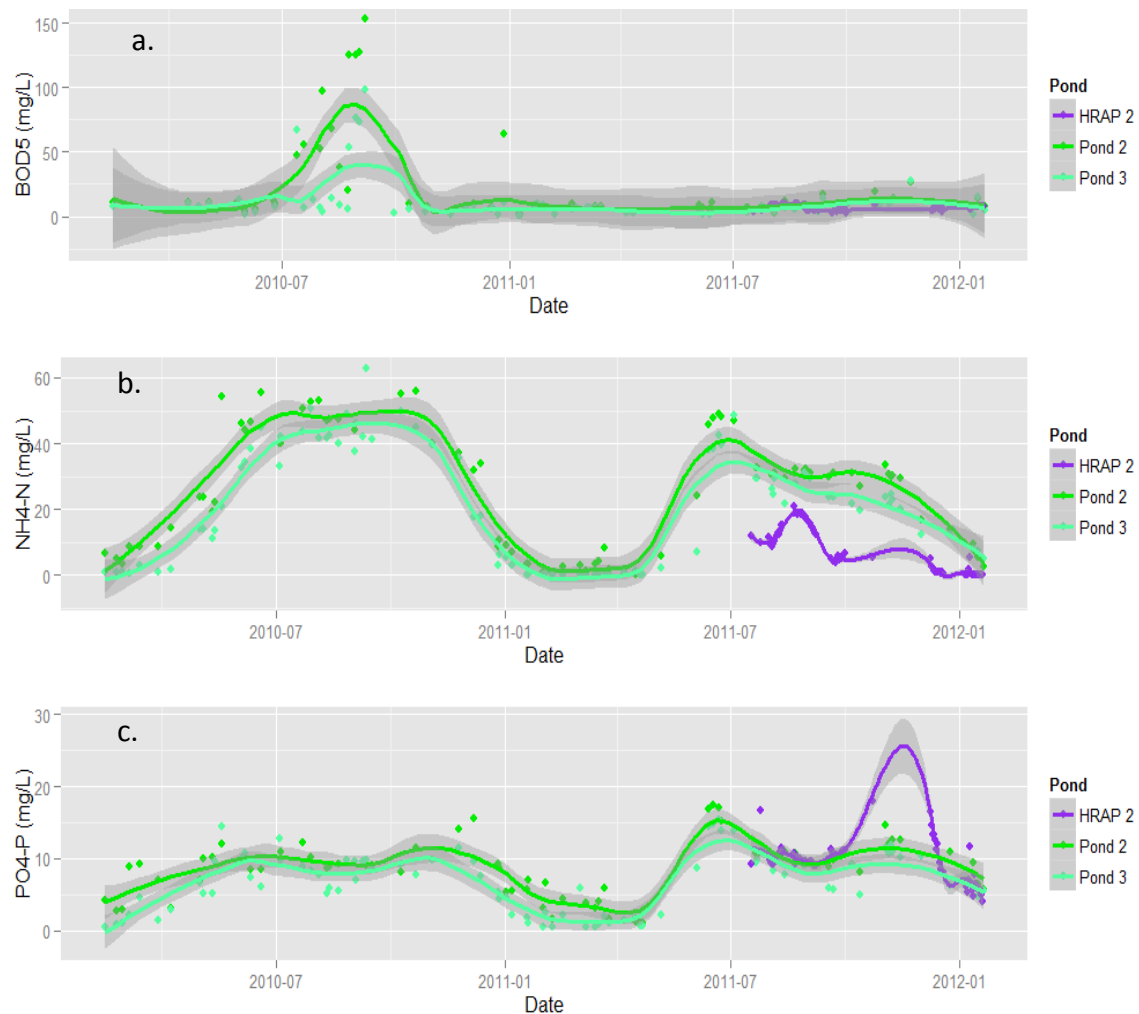 a.
150
100
50
0
BOD5 (mg/L)
2010-07 2011-01 2011-07 2012-01
Date
Pond
HRAP 2
Pond 2
Pond 3
b.
60
40
20
0
NH4-N (mg/L)
2010-07 2011-01 2011-07 2012-01
Date
Pond
HRAP 2
Pond 2
Pond 3
c.
30
20
10
0
PO4-P (mg/L)
2010-07 2011-01 2011-07 2012-01
Date
Pond
HRAP 2
Pond 2
Pond 3